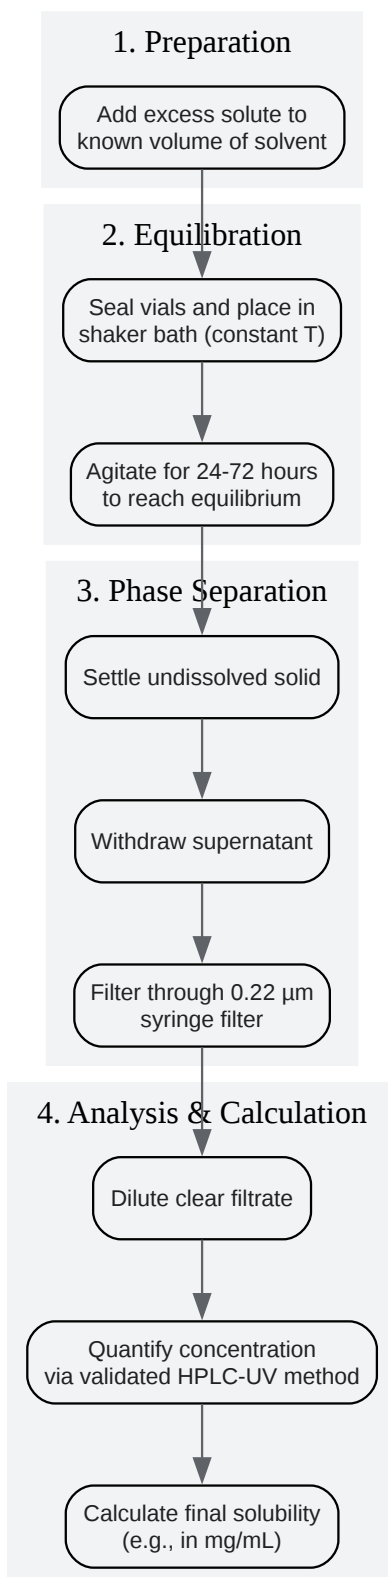 1. Preparation
Add excess solute to
known volume of solvent
2. Equilibration
Seal vials and place in
shaker bath (constant T)
Agitate for 24-72 hours
to reach equilibrium
3. Phase Separation
Settle undissolved solid
Withdraw supernatant
Filter through 0.22 µm
syringe filter
4. Analysis & Calculation
Dilute clear filtrate
Quantify concentration
via validated HPLC-UV method
Calculate final solubility
(e.g., in mg/mL)